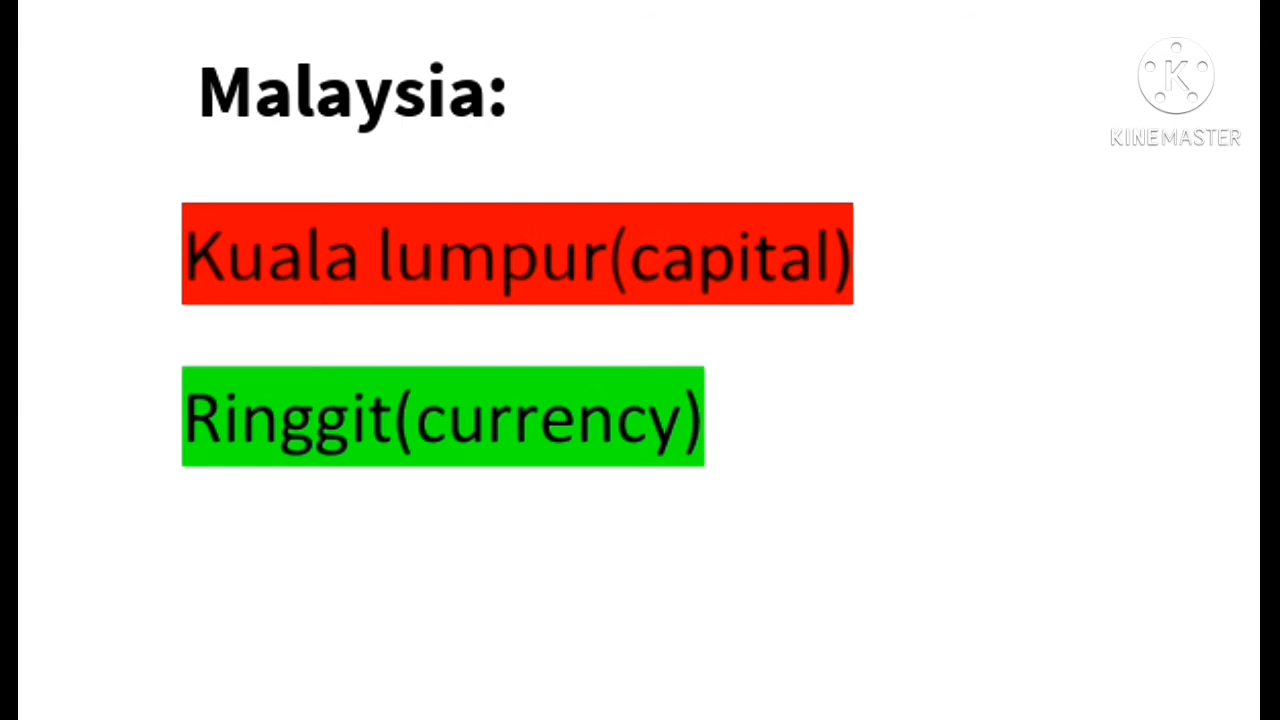 Malaysia:
K
KINEMASTER
Kuala lumpur(capital)
Ringgit(currency)